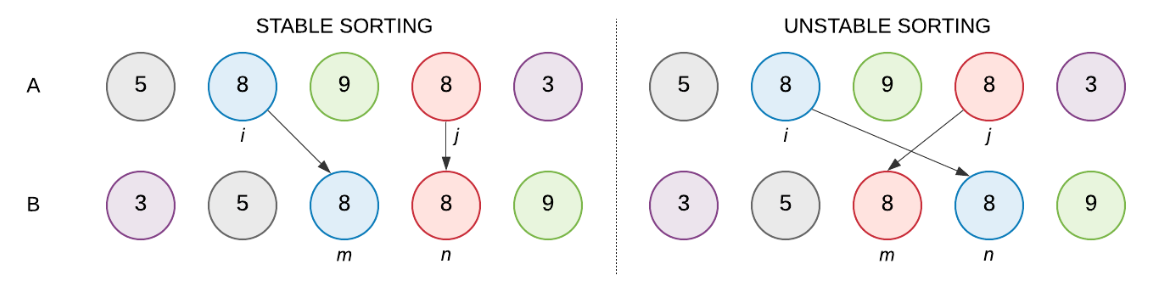 STABLE SORTING
UNSTABLE SORTING
A 5 8 9 8 3 5 8 9 8 3
i j i j
B 3 5 8 8 9 3 5 8 8 9
m n m n